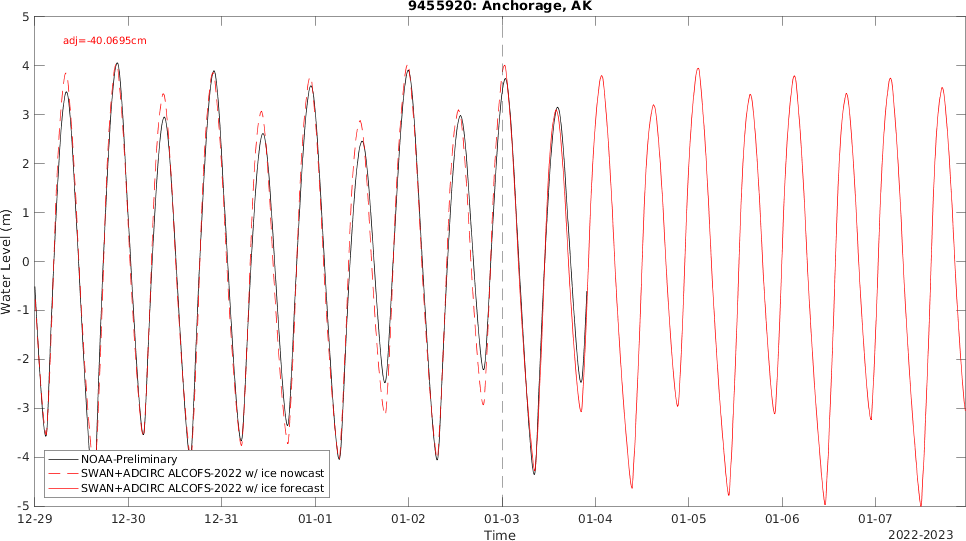 9455920: Anchorage, AK
adj=-40.0695cm
5
4
3
2
1
0
-1
-2
-3
-4
-5
Water Level (m)
NOAA-Preliminary
SWAN+ADCIRC ALCOFS-2022 w/ ice nowcast
SWAN+ADCIRC ALCOFS-2022 w/ ice forecast
12-29 12-30 12-31 01-01 01-02 01-03 01-04 01-05 01-06 01-07
Time
2022-2023